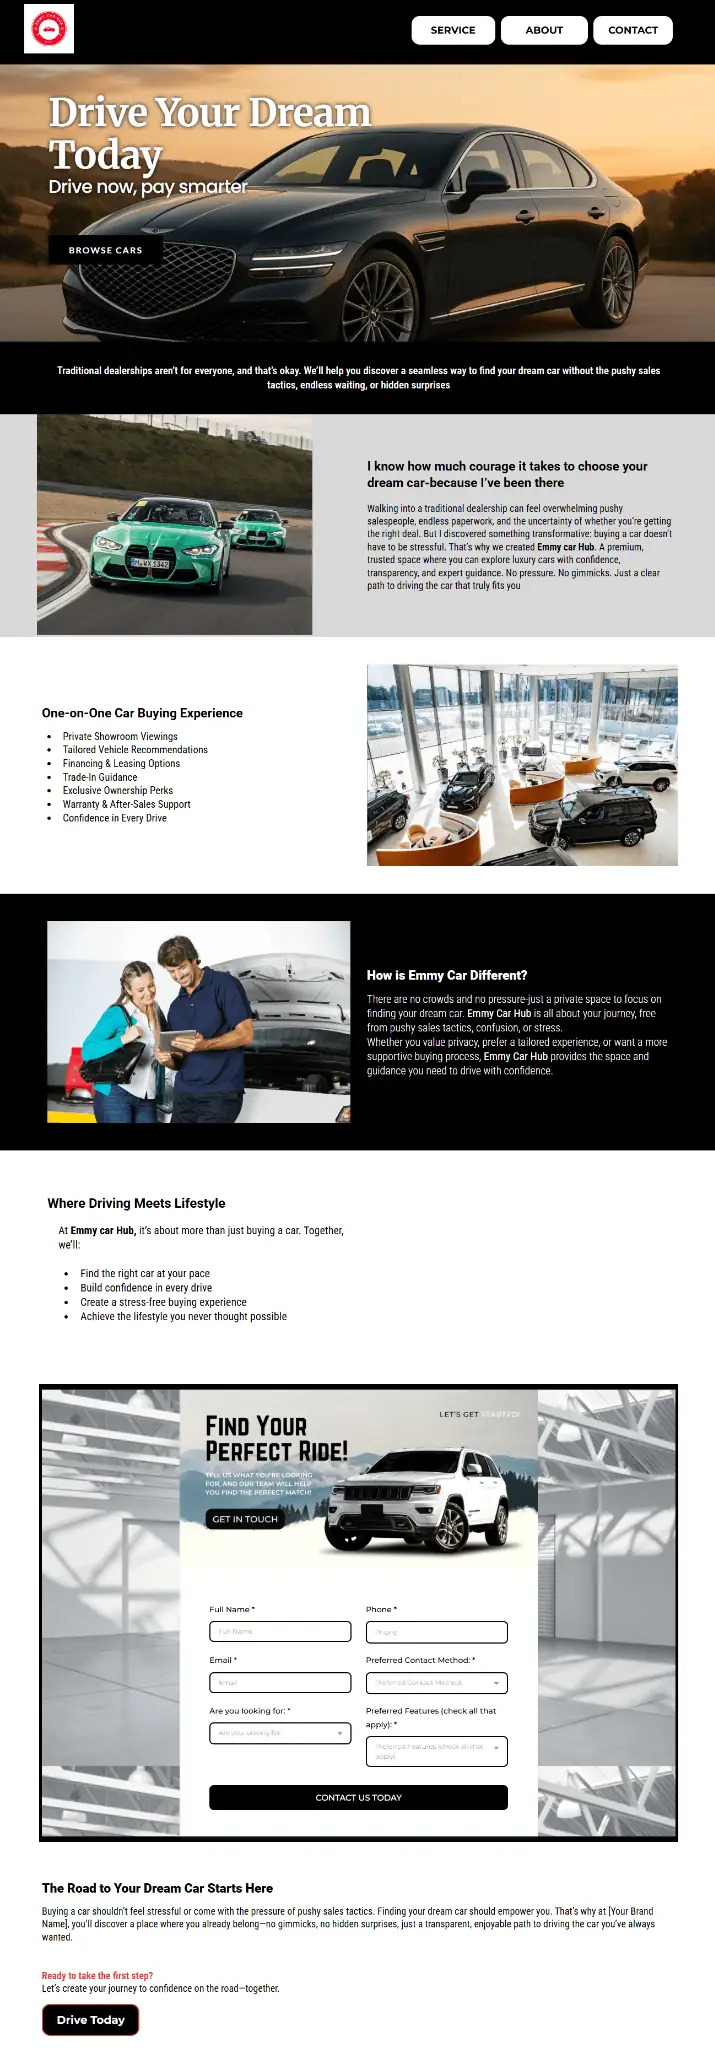 EMMY CAR HUB
SERVICE
ABOUT
CONTACT
Drive Your Dream
Today
Drive now, pay smarter
BROWSE CARS
Traditional dealerships aren't for everyone, and that's okay. We'll help you discover a seamless way to find your dream car without the pushy sales
tactics, endless waiting, or hidden surprises
I know how much courage it takes to choose your
dream car-because I've been there
Walking into a traditional dealership can feel overwhelming pushy
salespeople, endless paperwork, and the uncertainty of whether you're getting
the right deal. But I discovered something transformative: buying a car doesn't
have to be stressful. That's why we created Emmy car Hub. A premium,
trusted space where you can explore luxury cars with confidence,
transparency, and expert guidance. No pressure. No gimmicks. Just a clear
path to driving the car that truly fits you
One-on-One Car Buying Experience
• Private Showroom Viewings
• Tailored Vehicle Recommendations
• Financing & Leasing Options
• Trade-In Guidance
• Exclusive Ownership Perks
• Warranty & After-Sales Support
• Confidence in Every Drive
How is Emmy Car Different?
There are no crowds and no pressure-just a private space to focus on
finding your dream car. Emmy Car Hub is all about your journey, free
from pushy sales tactics, confusion, or stress.
Whether you value privacy, prefer a tailored experience, or want a more
supportive buying process, Emmy Car Hub provides the space and
guidance you need to drive with confidence.
Where Driving Meets Lifestyle
At Emmy car Hub, it's about more than just buying a car. Together,
we'll:
• Find the right car at your pace
• Build confidence in every drive
• Create a stress-free buying experience
• Achieve the lifestyle you never thought possible
LET'S GET STARTED!
FIND YOUR
PERFECT RIDE!
TELL US WHAT YOU'RE LOOKING
FOR, AND OUR TEAM WILL HELP
YOU FIND THE PERFECT MATCH!
GET IN TOUCH
Full Name *
Phone *
Full Name
Phone
Email *
Preferred Contact Method: *
Email
Preferred Contact Method:
Are you looking for: *
Preferred Features (check all that
apply): *
Are you looking for:
Preferred Features (check all that
apply):
CONTACT US TODAY
The Road to Your Dream Car Starts Here
Buying a car shouldn't feel stressful or come with the pressure of pushy sales tactics. Finding your dream car should empower you. That's why at [Your Brand
Name], you'll discover a place where you already belong—no gimmicks, no hidden surprises, just a transparent, enjoyable path to driving the car you've always
wanted.
Ready to take the first step?
Let's create your journey to confidence on the road—together.
Drive Today